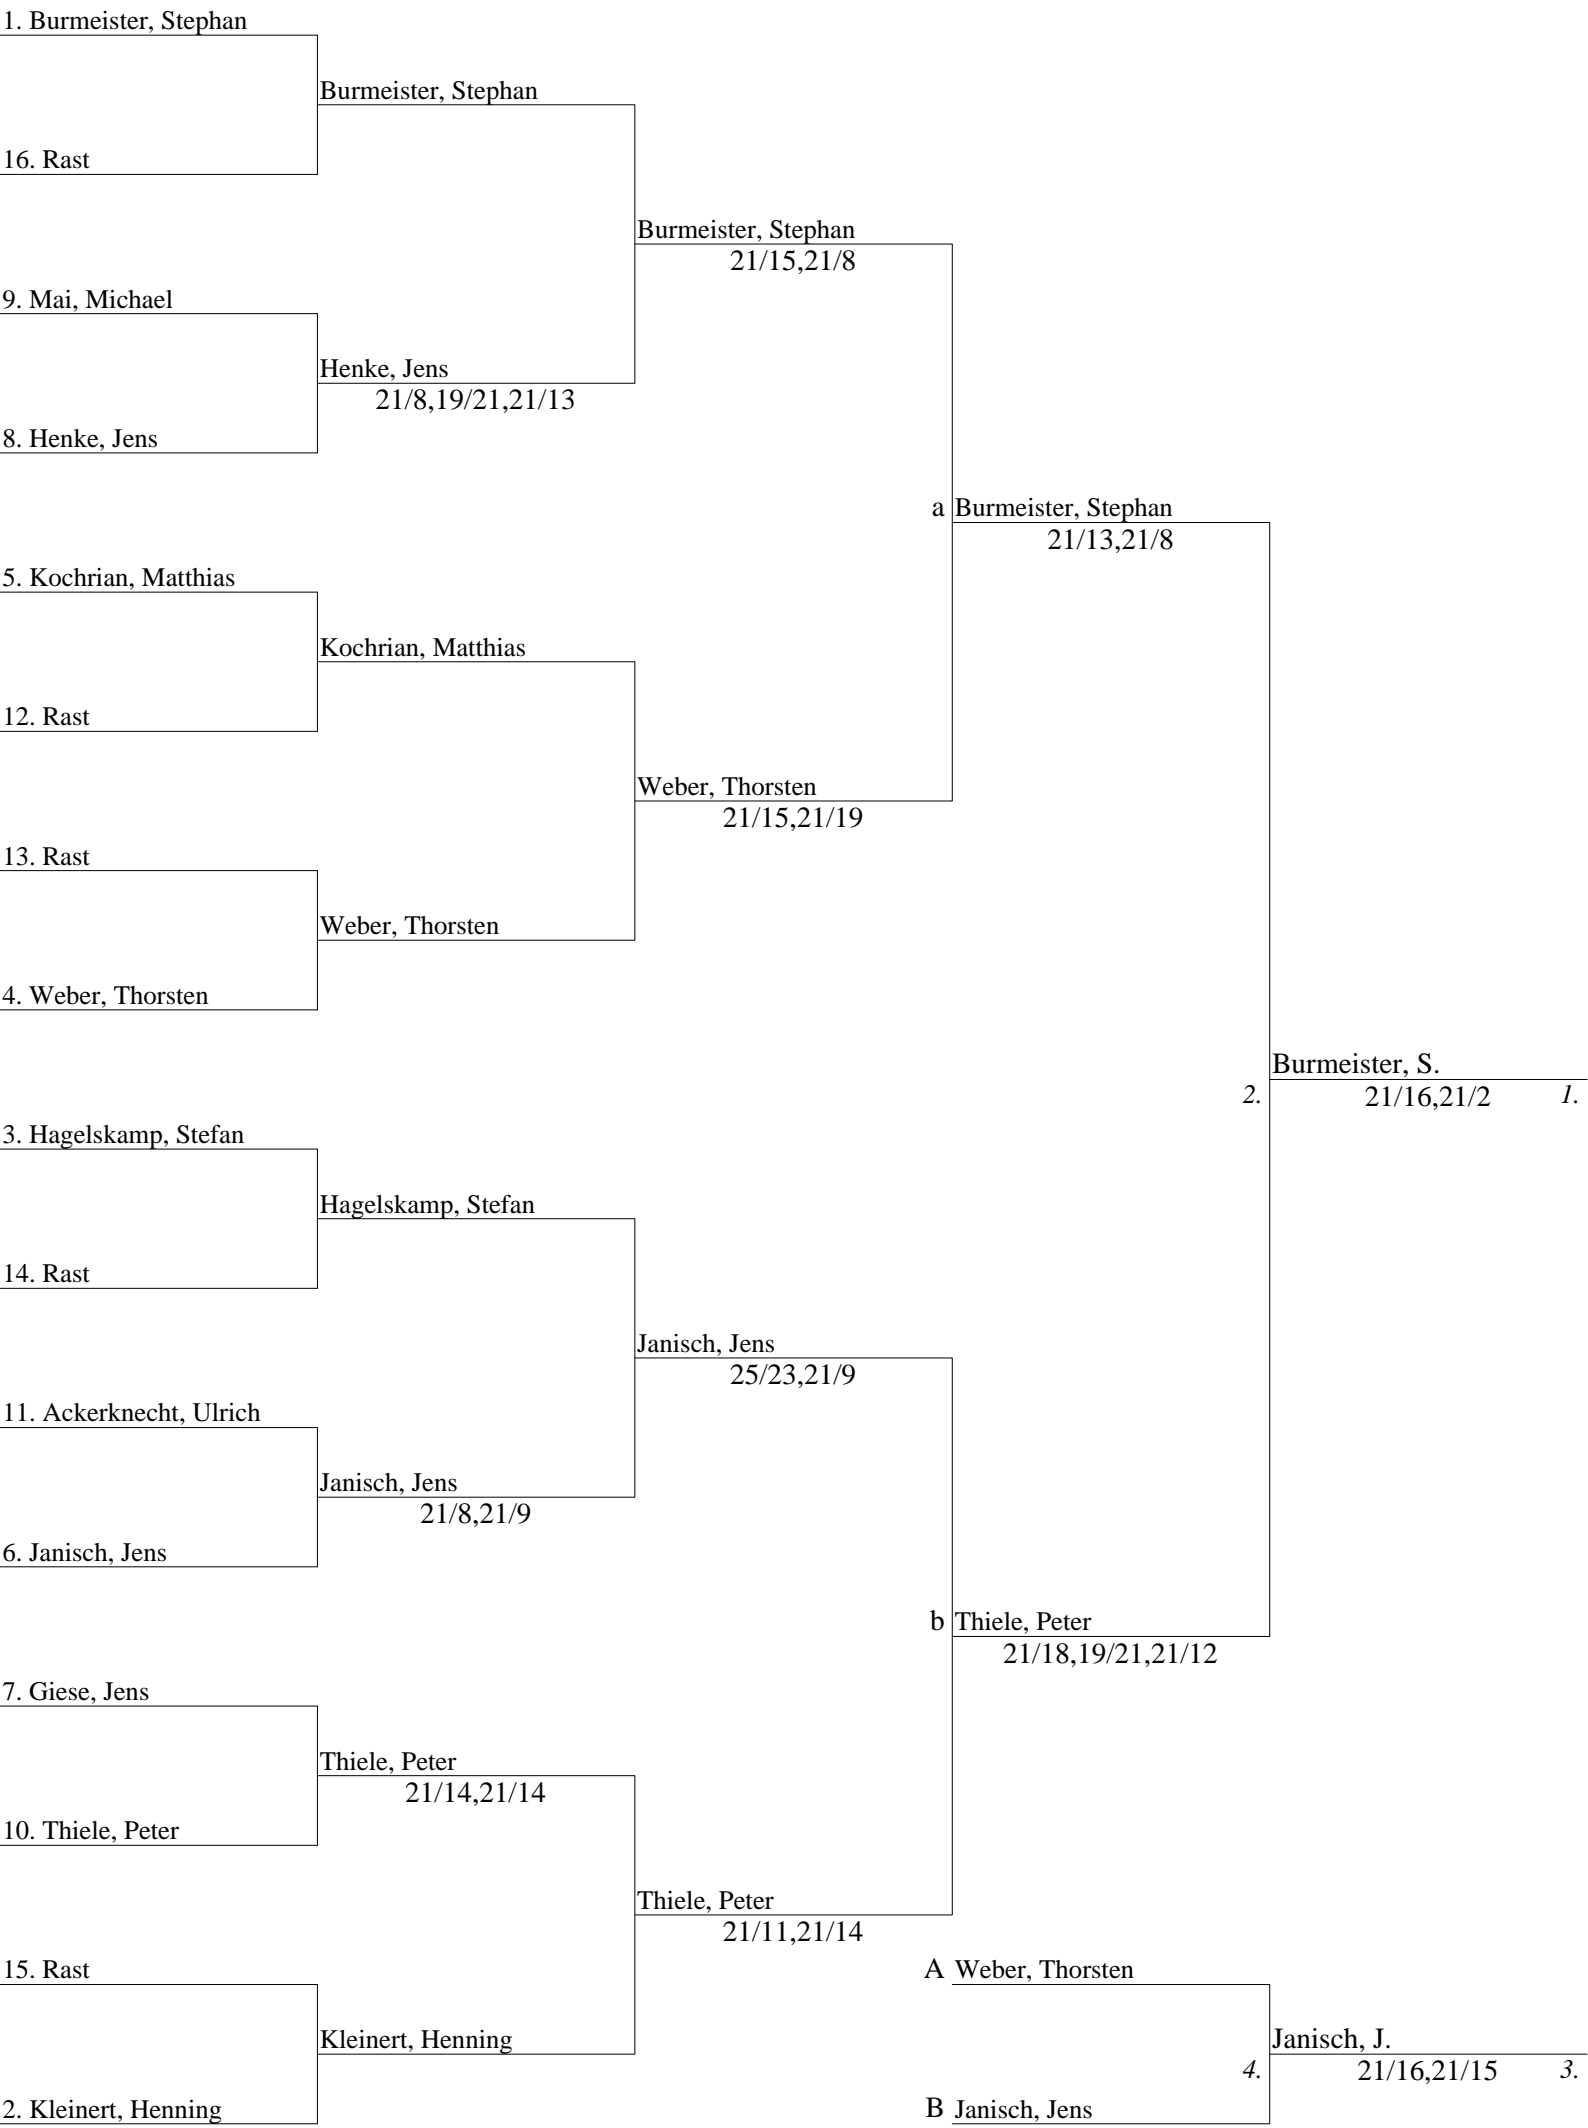 1. Burmeister, Stephan
Burmeister, Stephan
16. Rast
Burmeister, Stephan
21/15,21/8
9. Mai, Michael
Henke, Jens
21/8,19/21,21/13
8. Henke, Jens
a Burmeister, Stephan
21/13,21/8
5. Kochrian, Matthias
Kochrian, Matthias
12. Rast
Weber, Thorsten
21/15,21/19
13. Rast
Weber, Thorsten
4. Weber, Thorsten
Burmeister, S.
2. 21/16,21/2 1.
3. Hagelskamp, Stefan
Hagelskamp, Stefan
14. Rast
Janisch, Jens
25/23,21/9
11. Ackerknecht, Ulrich
Janisch, Jens
21/8,21/9
6. Janisch, Jens
b Thiele, Peter
21/18,19/21,21/12
7. Giese, Jens
Thiele, Peter
21/14,21/14
10. Thiele, Peter
Thiele, Peter
21/11,21/14
15. Rast
A Weber, Thorsten
Kleinert, Henning
Janisch, J.
4. 21/16,21/15 3.
2. Kleinert, Henning
B Janisch, Jens